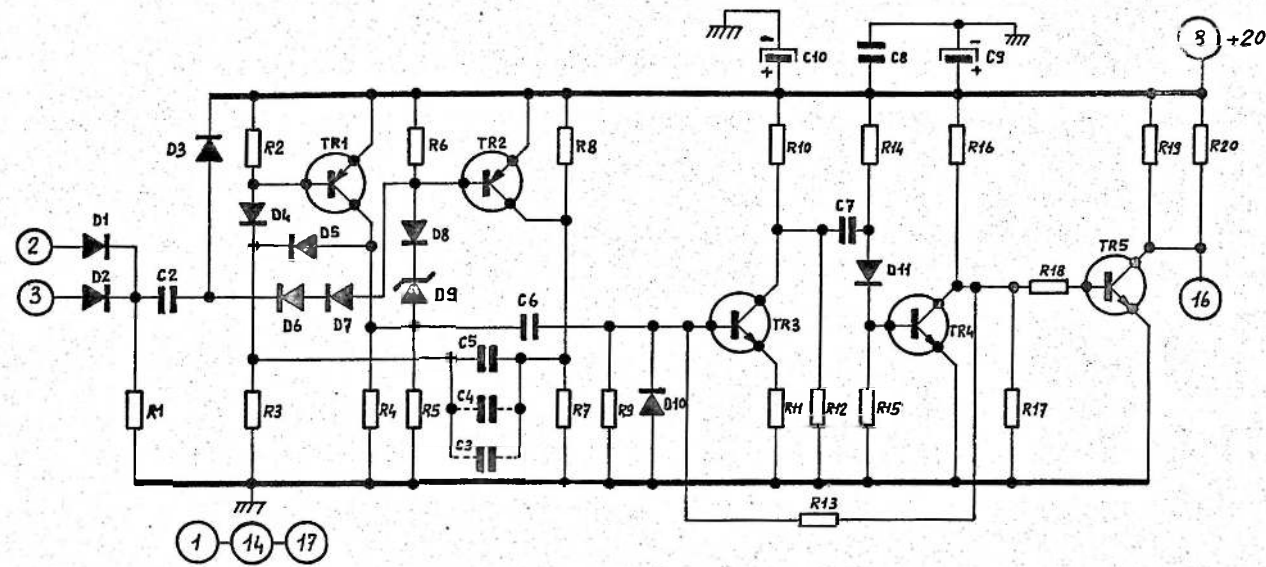 - C10 C8 - C9 8 +20
+ +
D3 R2 TR1 R6 TR2 R8 R10 R14 R16 R19 R20
D1 D4 D5 D8 C7 TR5
2
D2 C2 D11 R18
3 D9 16
D6 D7 C6 TR3 TR4
C5
R1 R3 R4 C4 R5 R7 R9 D10 R11 R12 R15 R17
C3
R13
1 14 17